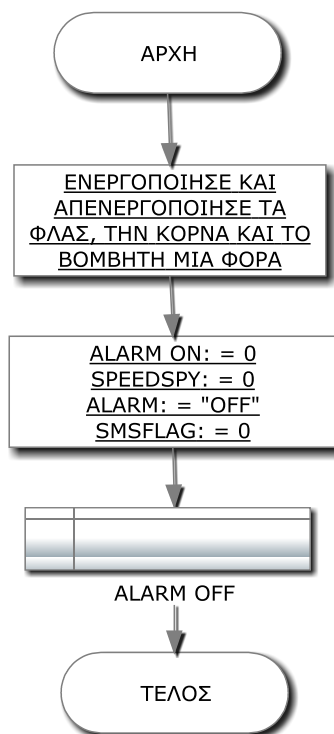 ΑΡΧΗ
ΕΝΕΡΓΟΠΟΙΗΣΕ ΚΑΙ
ΑΠΕΝΕΡΓΟΠΟΙΗΣΕ ΤΑ
ΦΛΑΣ, ΤΗΝ ΚΟΡΝΑ ΚΑΙ ΤΟ
ΒΟΜΒΗΤΗ ΜΙΑ ΦΟΡΑ
ALARM ON: = 0
SPEEDSPY: = 0
ALARM: = "OFF"
SMSFLAG: = 0
ALARM OFF
ΤΕΛΟΣ